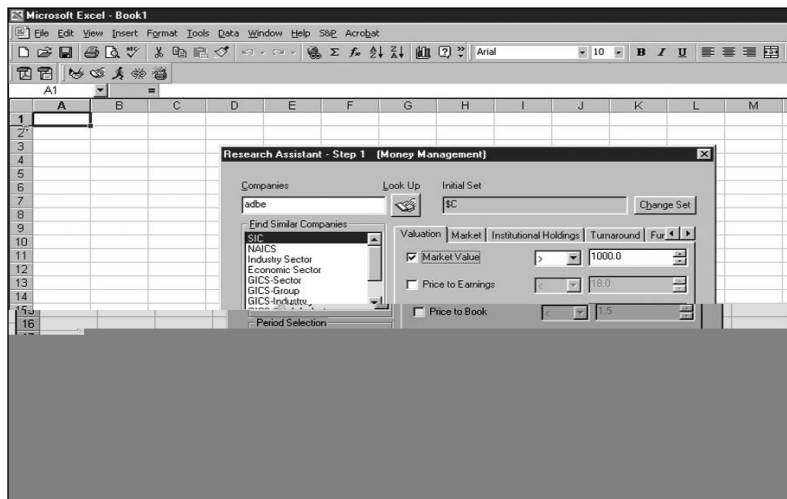 Microsoft Excel - Book1
File Edit View Insert Format Tools Data Window Help S&P Acrobat
Arial 10 B I U
A1 =
A B C D E F G H I J K L M
1
2
3
Research Assistant - Step 1 (Money Management)
4
5
6
Companies Look Up Initial Set
7
adbe $C Change Set
8
9
Find Similar Companies
Valuation Market Institutional Holdings Turnaround Fur
10
SIC
11
NAICS
Market Value > 1000.0
Industry Sector
12
Economic Sector
13
GICS-Sector
Price to Earnings < 18.0
GICS-Group
14
GICS-Industry
15
Price to Book < 1.5
16
Period Selection